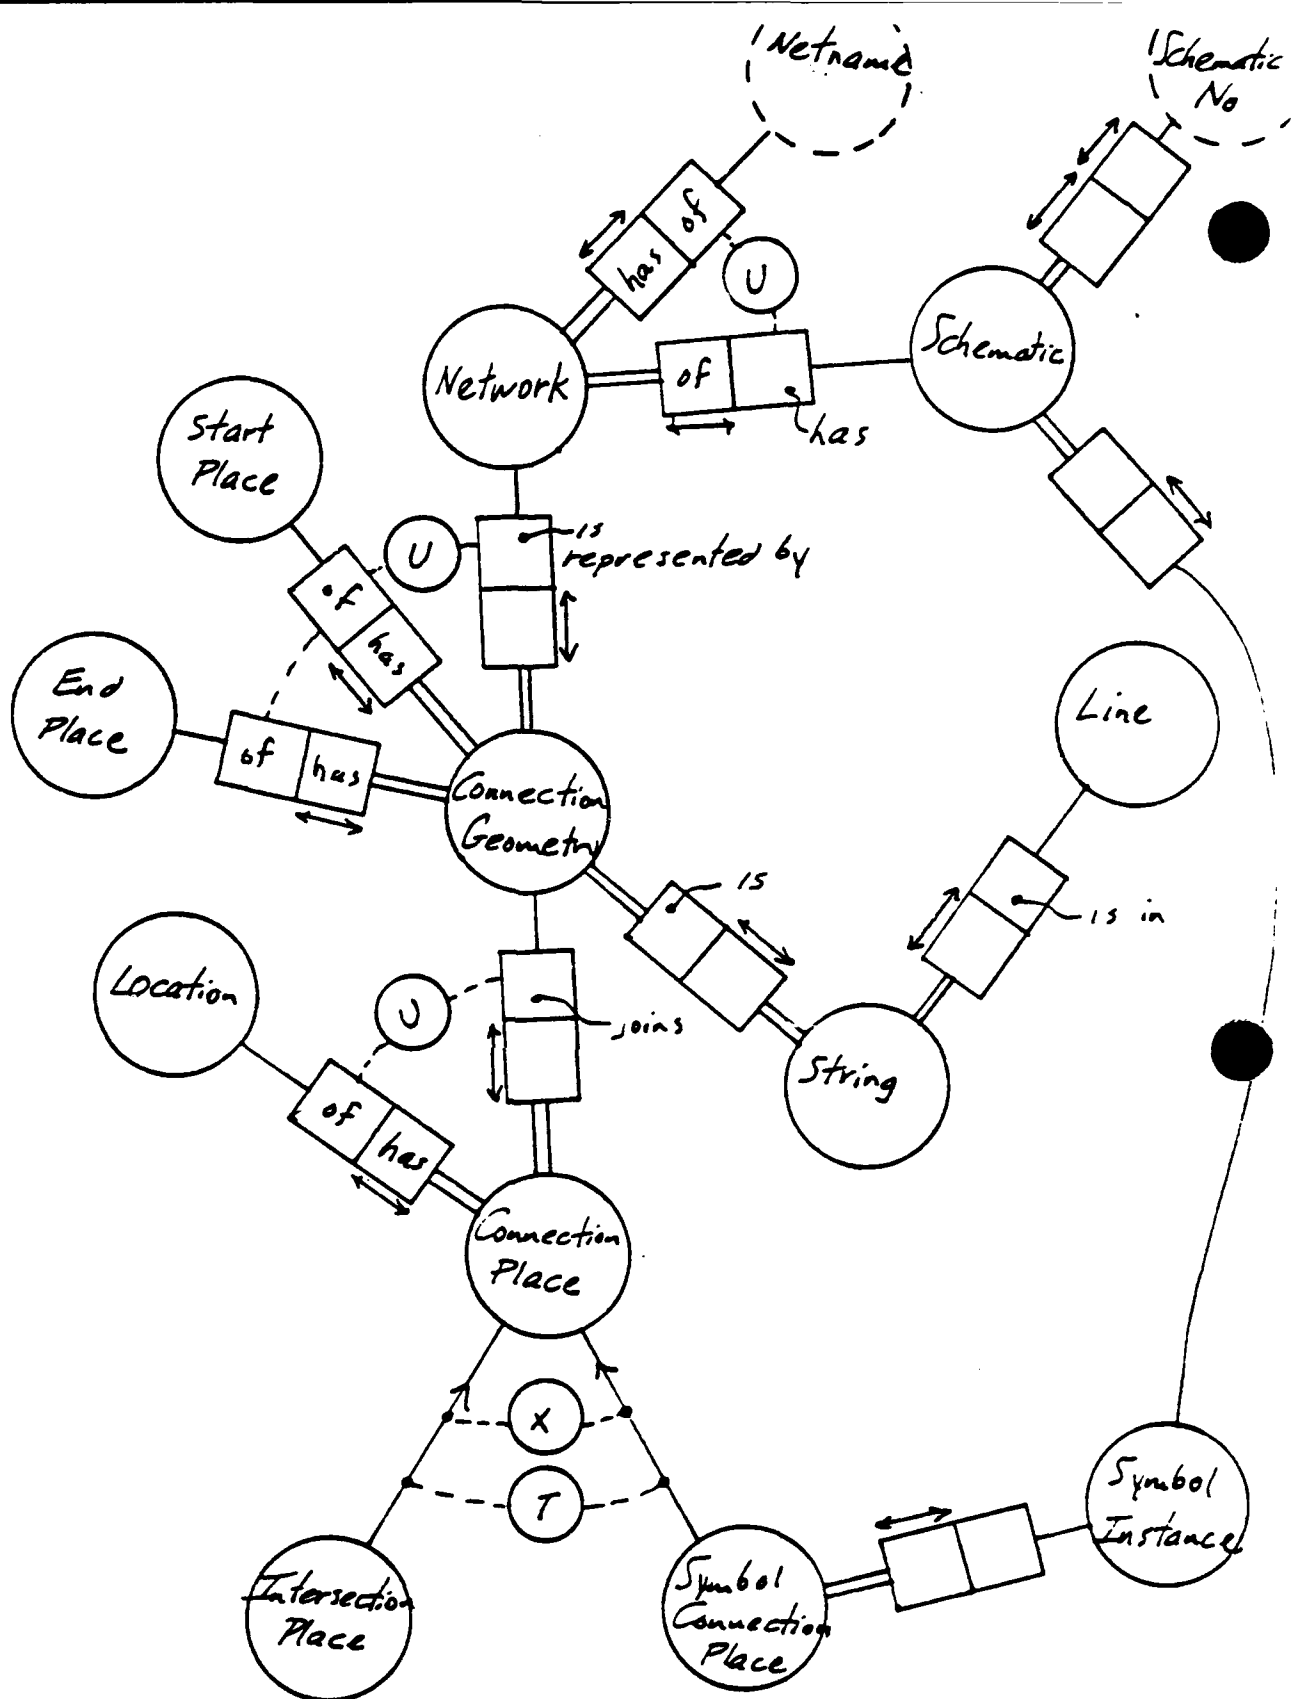 Netname
Schematic
No
of
has
U
Schematic
Network
of
has
Start
Place
U
is
represented by
of
has
End
Place
of
has
Line
Connection
Geometry
is
is in
Location
U
joins
String
of
has
Connection
Place
X
T
Symbol
Instance
Intersection
Place
Symbol
Connection
Place